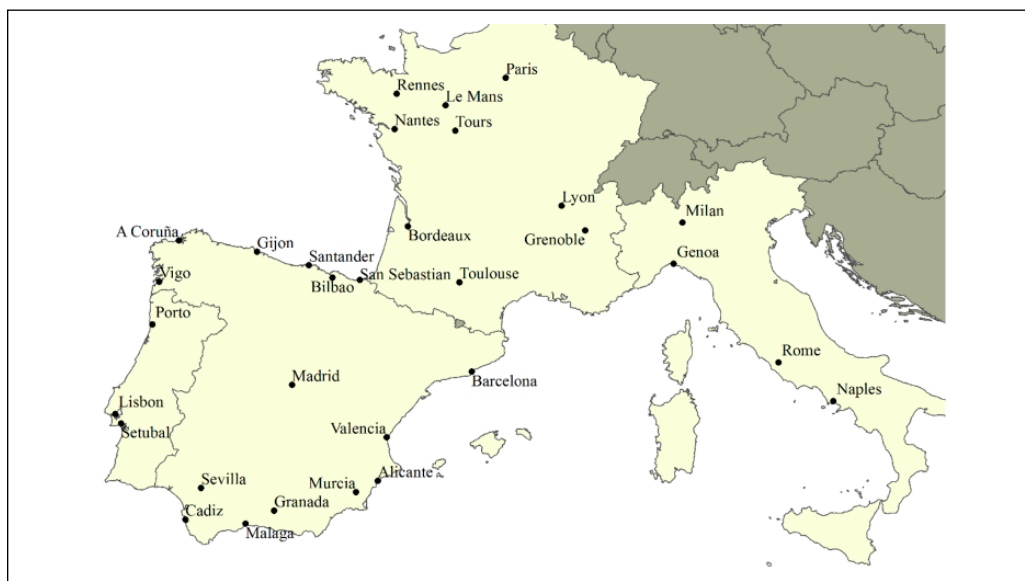 Paris
Rennes
Le Mans
Nantes
Tours
Lyon
Milan
A Coruña
Bordeaux
Grenoble
Gijon
Genoa
Santander
Vigo
Bilbao
San Sebastian
Toulouse
Porto
Rome
Madrid
Barcelona
Naples
Lisbon
Setubal
Valencia
Sevilla
Murcia
Alicante
Granada
Cadiz
Malaga